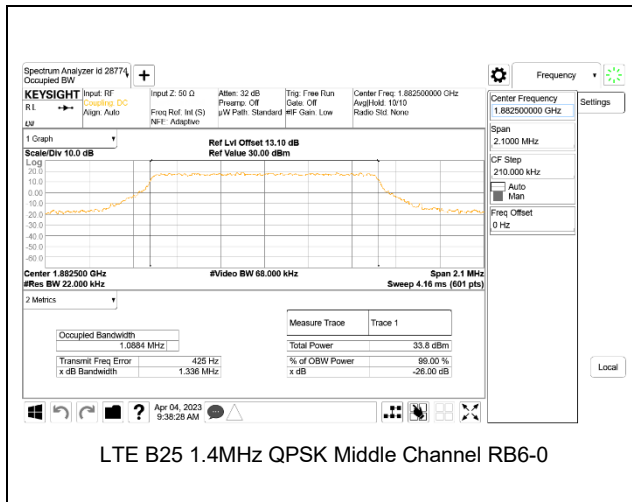 Spectrum Analyzer id 28774
Occupied BW
Frequency
KEYSIGHT
Input: RF
Input Z: 50 Ω
Atten: 32 dB
Trig: Free Run
Center Freq: 1.882500000 GHz
RL
Coupling: DC
Preamp: Off
Gate: Off
Avg|Hold: 10/10
Align: Auto
Freq Ref: Int (S)
µW Path: Standard
#IF Gain: Low
Radio Std: None
NFE: Adaptive
Center Frequency
1.882500000 GHz
Settings
Span
2.1000 MHz
CF Step
210.000 kHz
Auto
Man
Freq Offset
0 Hz
Local
1 Graph
Ref Lvl Offset 13.10 dB
Scale/Div 10.0 dB
Ref Value 30.00 dBm
Log
20.0
10.0
0.00
-10.0
-20.0
-30.0
-40.0
-50.0
-60.0
Center 1.882500 GHz
#Video BW 68.000 kHz
Span 2.1 MHz
#Res BW 22.000 kHz
Sweep 4.16 ms (601 pts)
2 Metrics
Measure Trace
Trace 1
Occupied Bandwidth
1.0884 MHz
Total Power
33.8 dBm
Transmit Freq Error
425 Hz
% of OBW Power
99.00 %
x dB Bandwidth
1.336 MHz
x dB
-26.00 dB
Apr 04, 2023
9:38:28 AM
LTE B25 1.4MHz QPSK Middle Channel RB6-0